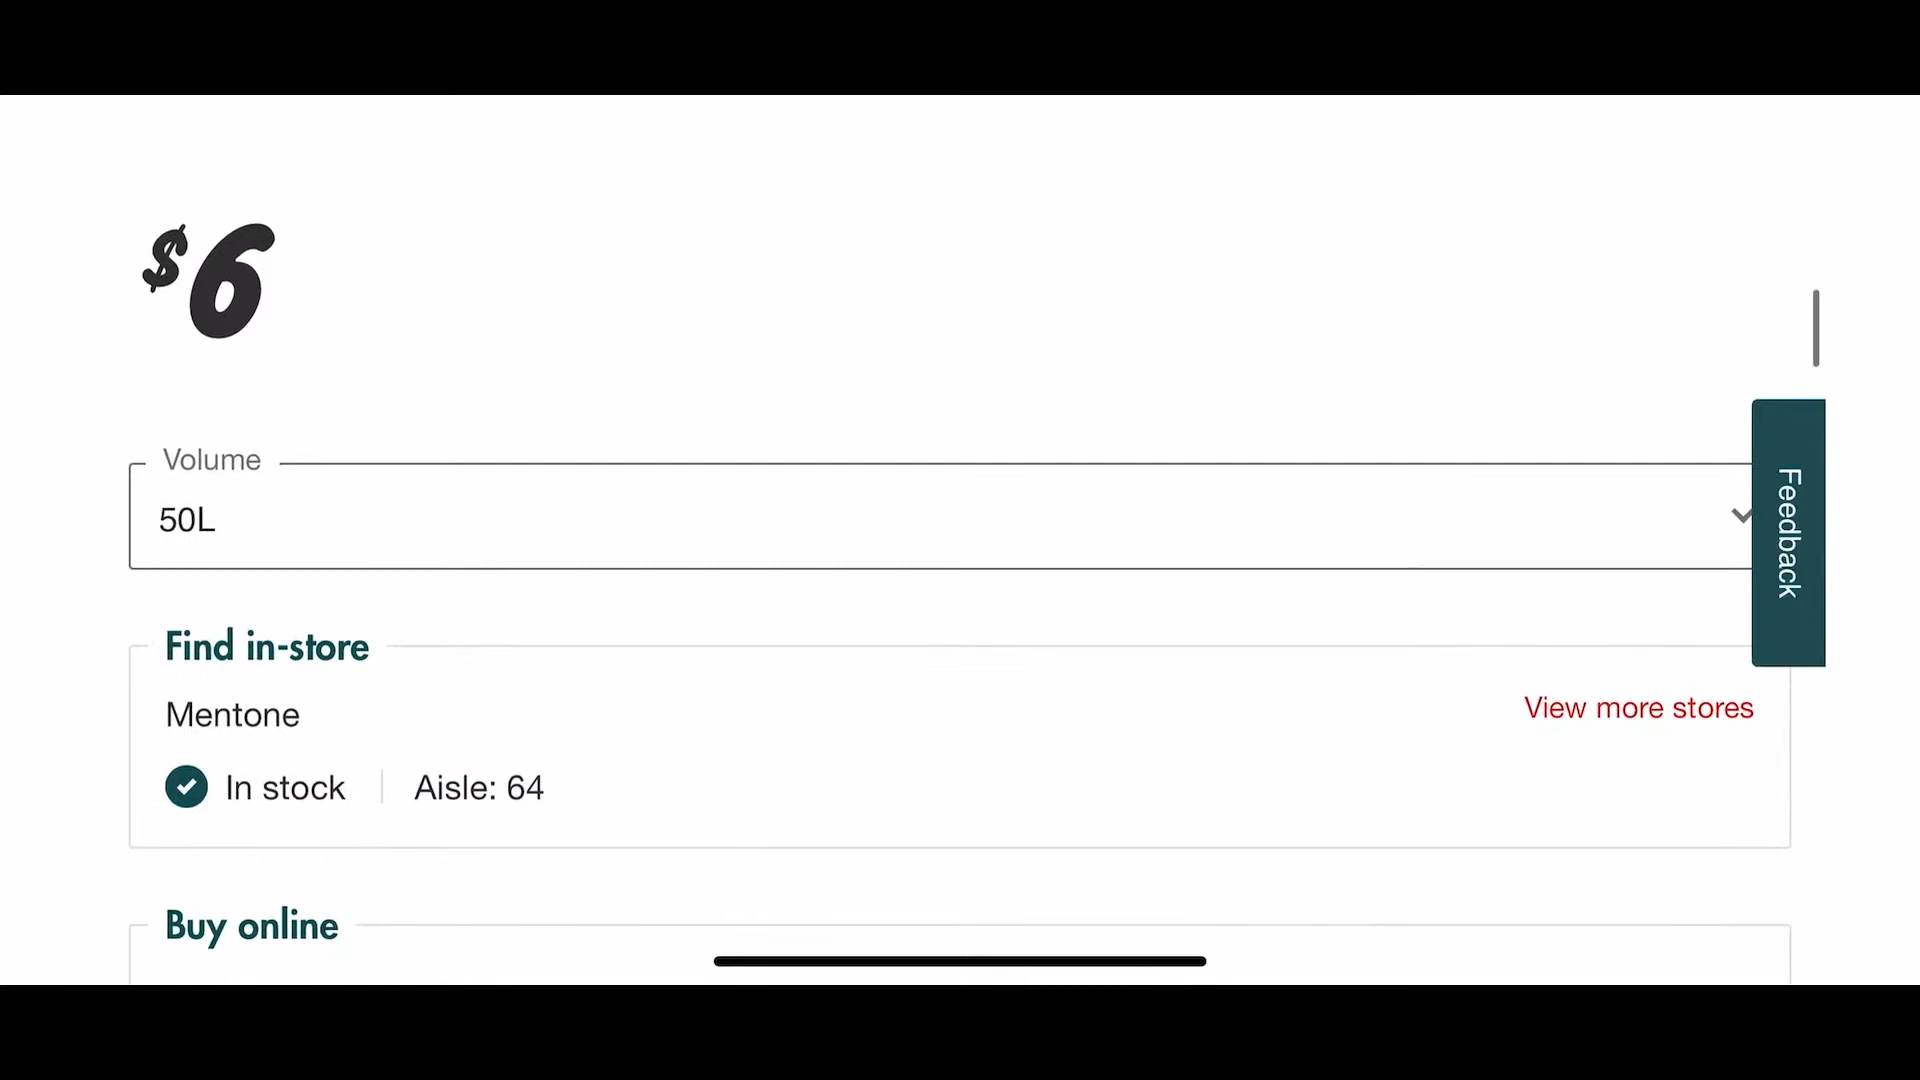 $6
Volume
50L
Feedback
Find in-store
Mentone
View more stores
In stock
Aisle: 64
Buy online